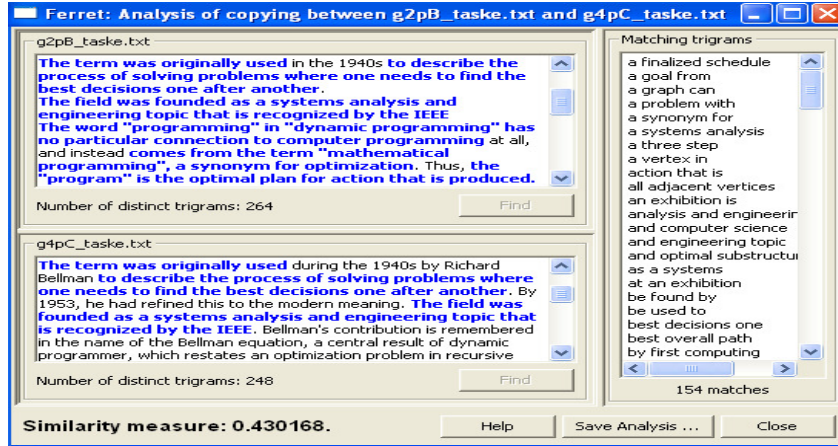 Ferret: Analysis of copying between g2pB_taske.txt and g4pC_taske.txt
g2pB_taske.txt
The term was originally used in the 1940s to describe the
process of solving problems where one needs to find the
best decisions one after another.
The field was founded as a systems analysis and
engineering topic that is recognized by the IEEE
The word "programming" in "dynamic programming" has
no particular connection to computer programming at all,
and instead comes from the term "mathematical
programming", a synonym for optimization. Thus, the
"program" is the optimal plan for action that is produced.
Number of distinct trigrams: 264
Find
g4pC_taske.txt
The term was originally used during the 1940s by Richard
Bellman to describe the process of solving problems where
one needs to find the best decisions one after another. By
1953, he had refined this to the modern meaning. The field was
founded as a systems analysis and engineering topic that
is recognized by the IEEE. Bellman's contribution is remembered
in the name of the Bellman equation, a central result of dynamic
programmer, which restates an optimization problem in recursive
Number of distinct trigrams: 248
Find
Matching trigrams
a finalized schedule
a goal from
a graph can
a problem with
a synonym for
a systems analysis
a three step
a vertex in
action that is
all adjacent vertices
an exhibition is
analysis and engineerir
and computer science
and engineering topic
and optimal substructu
as a systems
at an exhibition
be found by
be used to
best decisions one
best overall path
by first computing
154 matches
Similarity measure: 0.430168.
Help
Save Analysis ...
Close